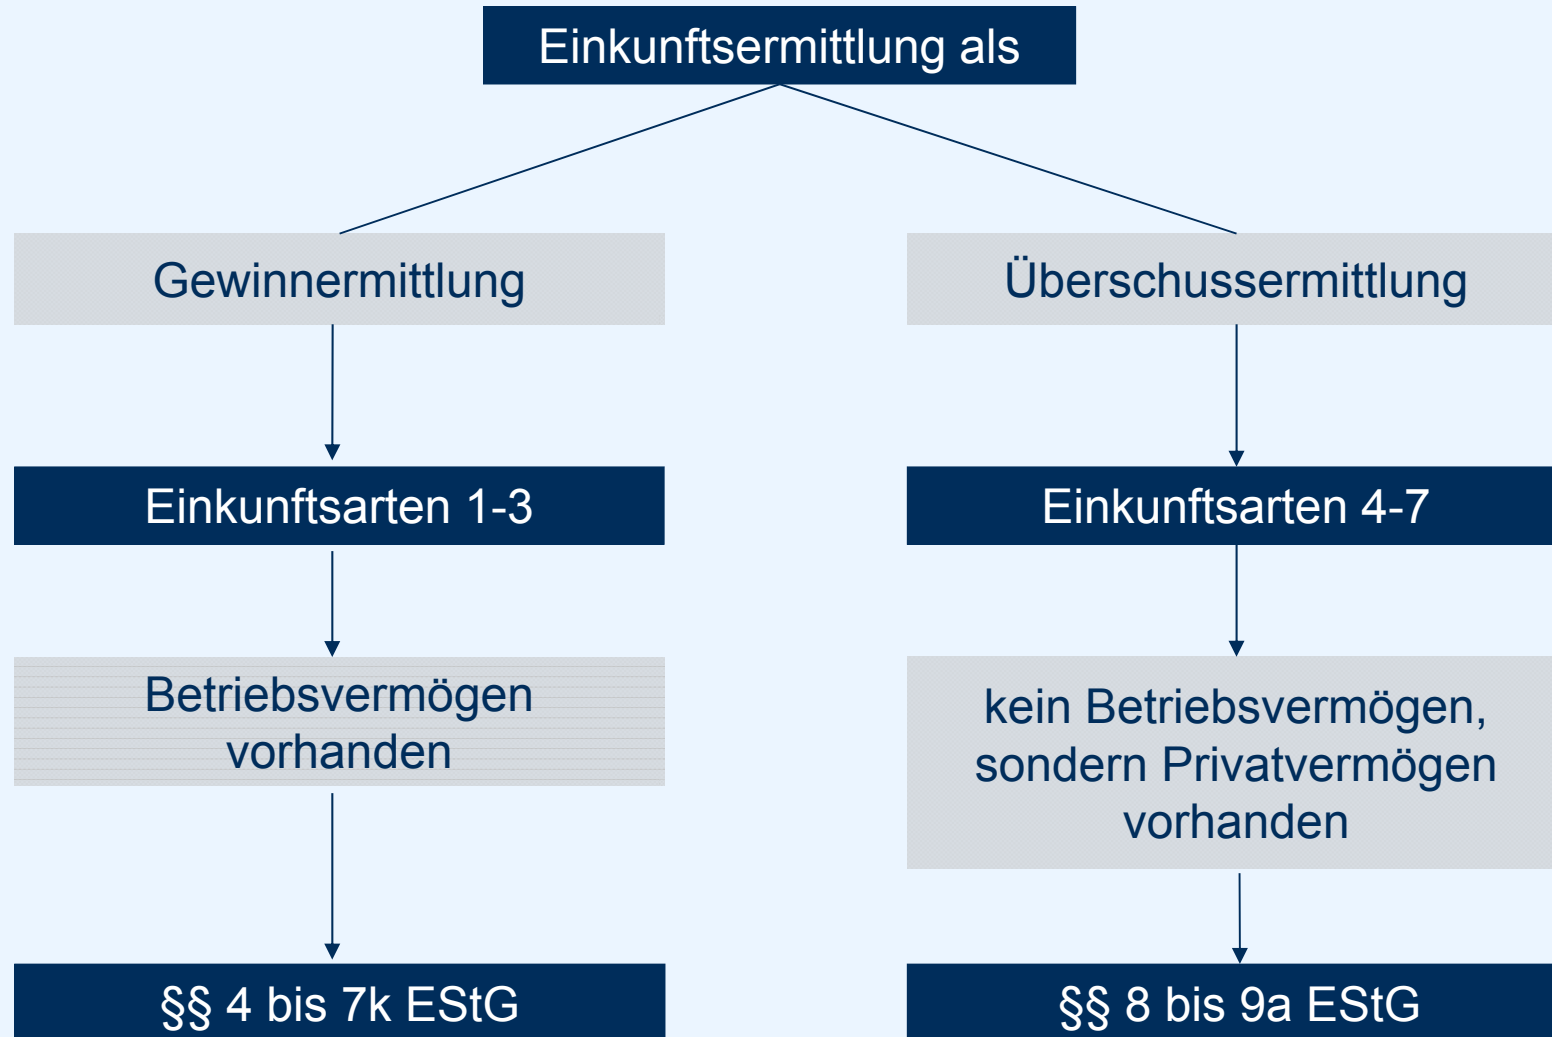 Einkunftsermittlung als
Gewinnermittlung
Überschussermittlung
Einkunftsarten 1-3
Einkunftsarten 4-7
Betriebsvermögen
vorhanden
kein Betriebsvermögen,
sondern Privatvermögen
vorhanden
§§ 4 bis 7k EStG
§§ 8 bis 9a EStG